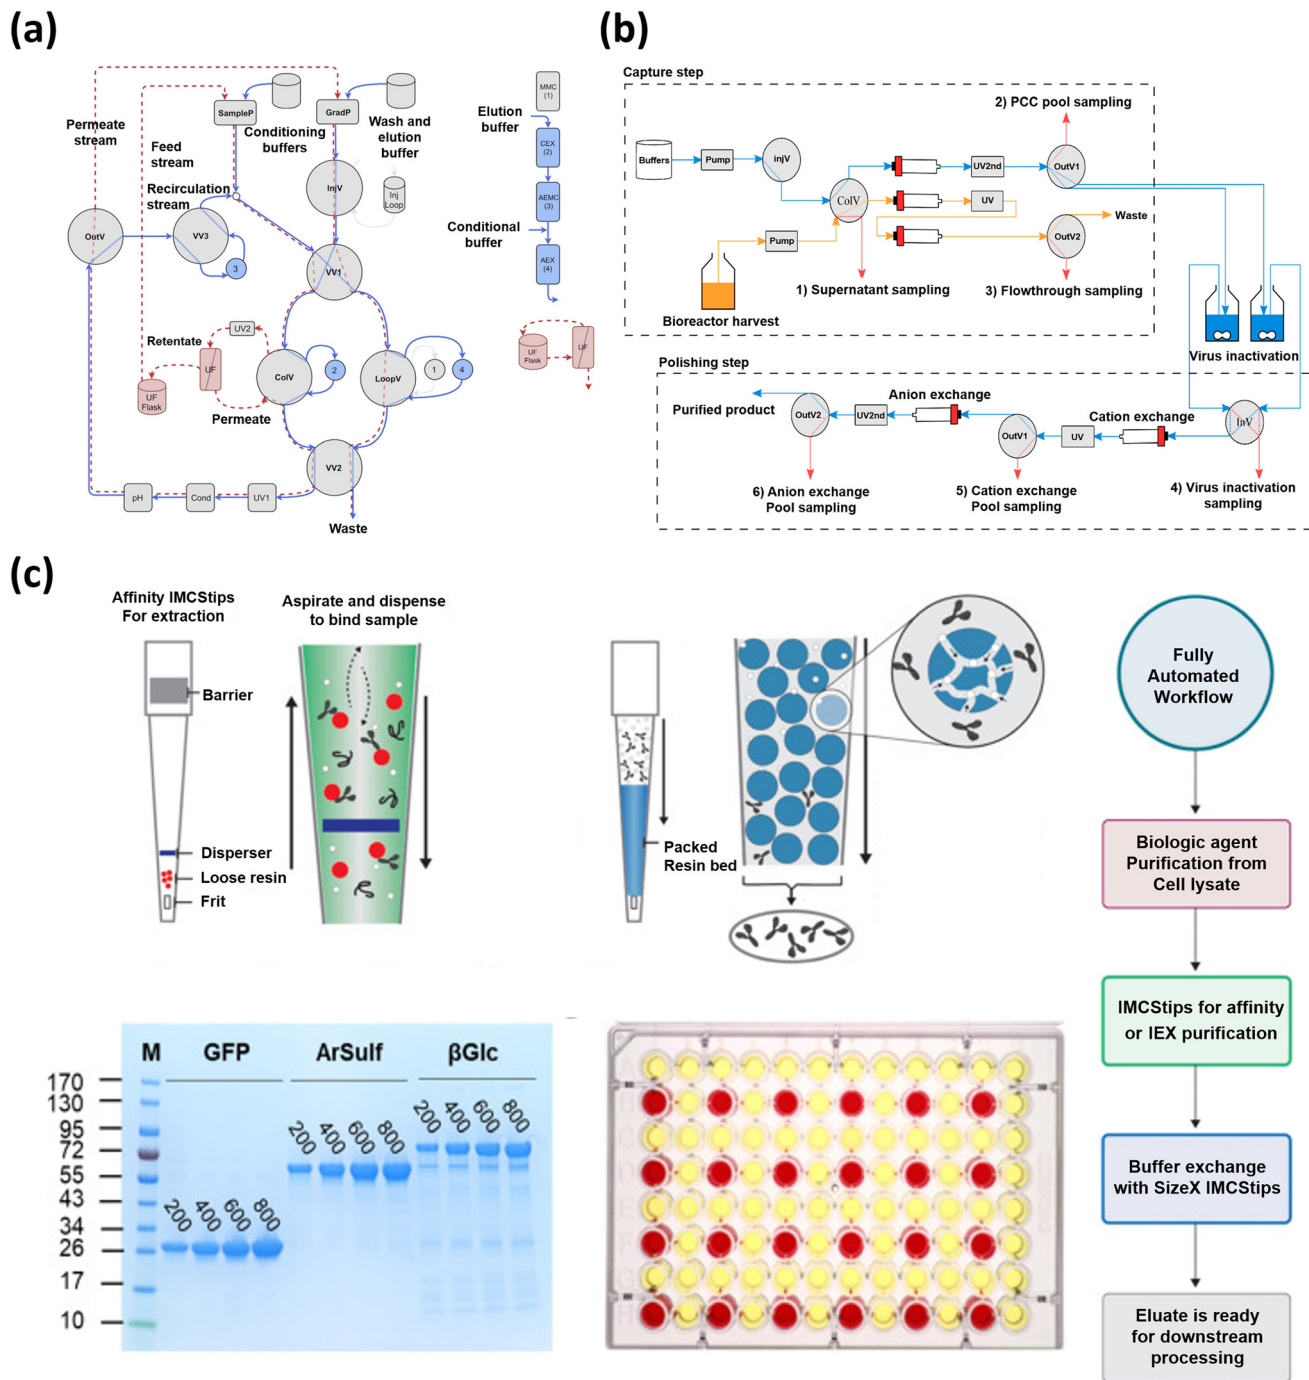 (a)
Permeate
stream
SampleP
GradP
Conditioning
buffers
Wash and
elution
buffer
Feed
stream
Recirculation
stream
InjV
Inj
Loop
OutV
VV3
3
VV1
Retentate
UV2
UF
UF
Flask
Permeate
ColV
2
LoopV
1
4
VV2
pH
Cond
UV1
Waste
MMC
(1)
Elution
buffer
CEX
(2)
AEMC
(3)
Conditional
buffer
AEX
(4)
UF
Flask
UF
(b)
Capture step
2) PCC pool sampling
Buffers
Pump
injV
UV2nd
OutV1
ColV
UV
Waste
OutV2
Pump
1) Supernatant sampling
3) Flowthrough sampling
Bioreactor harvest
Virus inactivation
Polishing step
Purified product
OutV2
UV2nd
Anion exchange
OutV1
UV
Cation exchange
InV
6) Anion exchange
Pool sampling
5) Cation exchange
Pool sampling
4) Virus inactivation
sampling
(c)
Affinity IMCStips
For extraction
Aspirate and dispense
to bind sample
Barrier
Disperser
Loose resin
Frit
Packed
Resin bed
Fully
Automated
Workflow
Biologic agent
Purification from
Cell lysate
IMCStips for affinity
or IEX purification
Buffer exchange
with SizeX IMCStips
Eluate is ready
for downstream
processing
M
GFP
ArSulf
βGlc
200
400
600
800
200
400
600
800
200
400
600
800
170
130
95
72
55
43
34
26
17
10